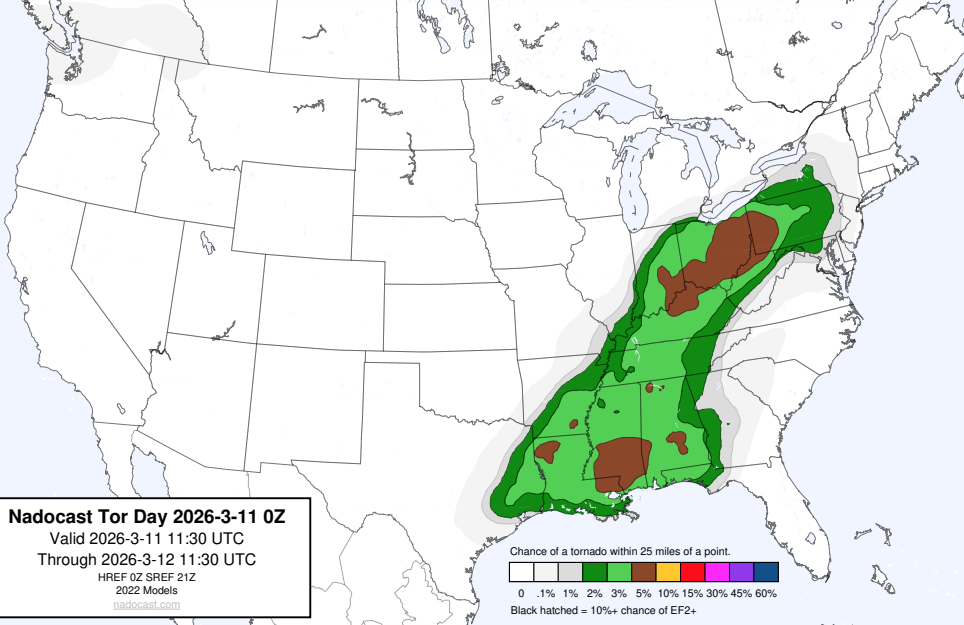 Nadocast Tor Day 2026-3-11 0Z
Valid 2026-3-11 11:30 UTC
Through 2026-3-12 11:30 UTC
HREF 0Z SREF 21Z
2022 Models
nadocast.com
Chance of a tornado within 25 miles of a point.
0 .1% 1% 2% 3% 5% 10% 15% 30% 45% 60%
Black hatched = 10%+ chance of EF2+